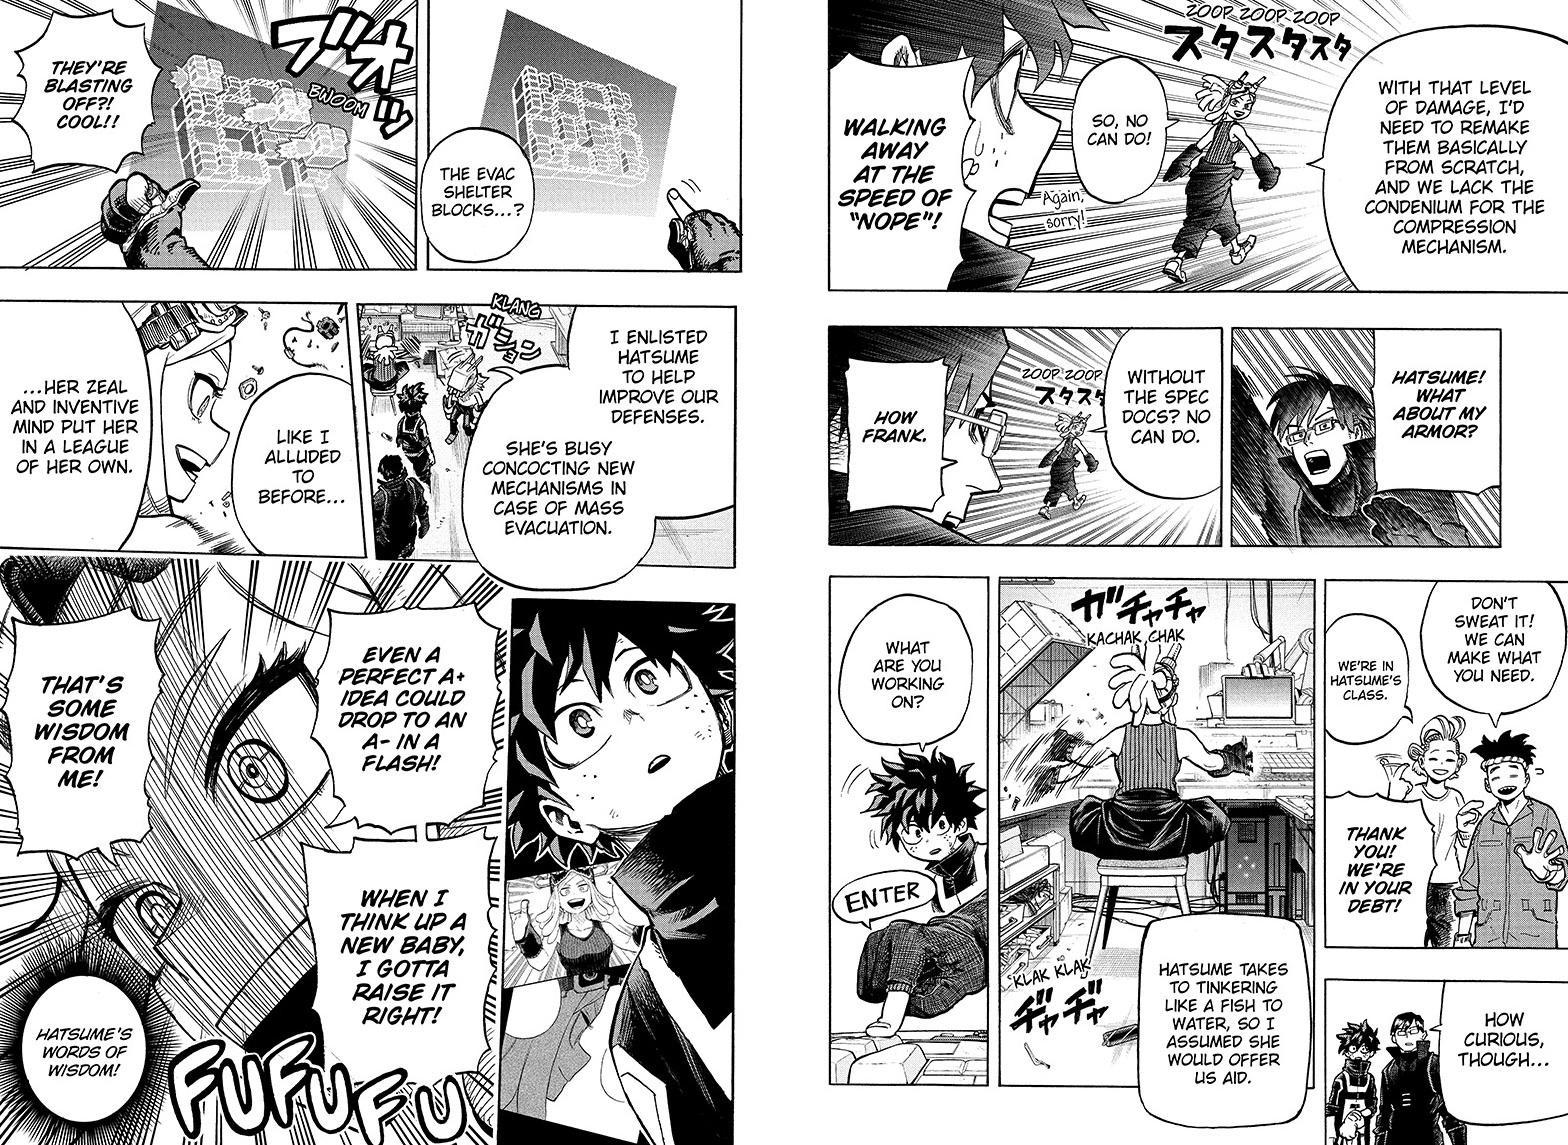 WITH THAT LEVEL
OF DAMAGE, I'D
NEED TO REMAKE
THEM BASICALLY
FROM SCRATCH,
AND WE LACK THE
CONDENIUM FOR THE
COMPRESSION
MECHANISM.
ZOOP ZOOP ZOOP
スタスタスタ
SO, NO
CAN DO!
Again,
sorry!
WALKING
AWAY
AT THE
SPEED OF
"NOPE"!
HATSUME!
WHAT
ABOUT MY
ARMOR?
WITHOUT
THE SPEC
DOCS? NO
CAN DO.
ZOOP ZOOP
スタスタ
HOW
FRANK.
DON'T
SWEAT IT!
WE CAN
MAKE WHAT
YOU NEED.
WE'RE IN
HATSUME'S
CLASS.
THANK
YOU!
WE'RE
IN YOUR
DEBT!
HOW
CURIOUS,
THOUGH...
ガチャチャ
KACHAK CHAK
KLAK KLAK
ヂャヂャ
HATSUME TAKES
TO TINKERING
LIKE A FISH TO
WATER, SO I
ASSUMED SHE
WOULD OFFER
US AID.
WHAT
ARE YOU
WORKING
ON?
ENTER
THE EVAC
SHELTER
BLOCKS...?
ブオオッ
BWOOM
THEY'RE
BLASTING
OFF?!
COOL!!
I ENLISTED
HATSUME
TO HELP
IMPROVE OUR
DEFENSES.
SHE'S BUSY
CONCOCTING NEW
MECHANISMS IN
CASE OF MASS
EVACUATION.
KLANG
ガション
LIKE I
ALLUDED
TO
BEFORE...
...HER ZEAL
AND INVENTIVE
MIND PUT HER
IN A LEAGUE
OF HER OWN.
EVEN A
PERFECT A+
IDEA COULD
DROP TO AN
A- IN A
FLASH!
WHEN I
THINK UP A
NEW BABY,
I GOTTA
RAISE IT
RIGHT!
THAT'S
SOME
WISDOM
FROM
ME!
HATSUME'S
WORDS OF
WISDOM!
FUFUFUFU